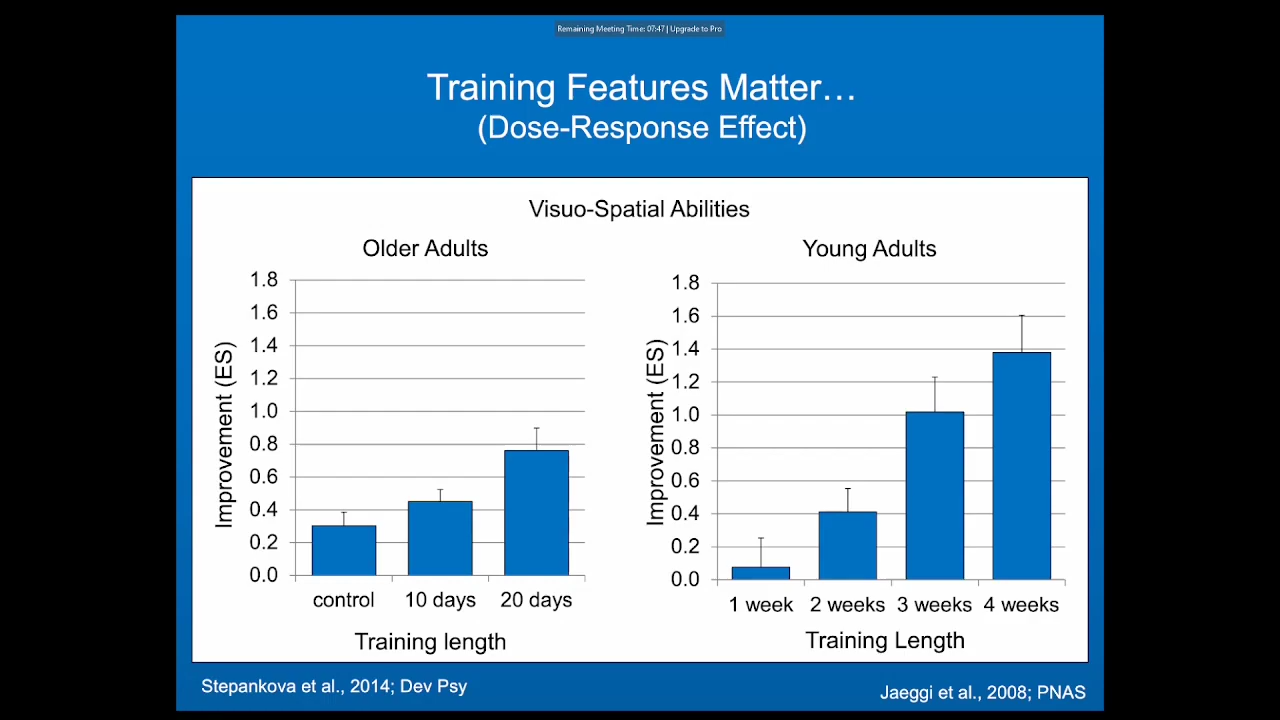 Remaining Meeting Time: 07:47 | Upgrade to Pro
Training Features Matter…
(Dose-Response Effect)
Visuo-Spatial Abilities
Older Adults
Improvement (ES)
1.8
1.6
1.4
1.2
1.0
0.8
0.6
0.4
0.2
0.0
control 10 days 20 days
Training length
Young Adults
Improvement (ES)
1.8
1.6
1.4
1.2
1.0
0.8
0.6
0.4
0.2
0.0
1 week 2 weeks 3 weeks 4 weeks
Training Length
Stepankova et al., 2014; Dev Psy
Jaeggi et al., 2008; PNAS